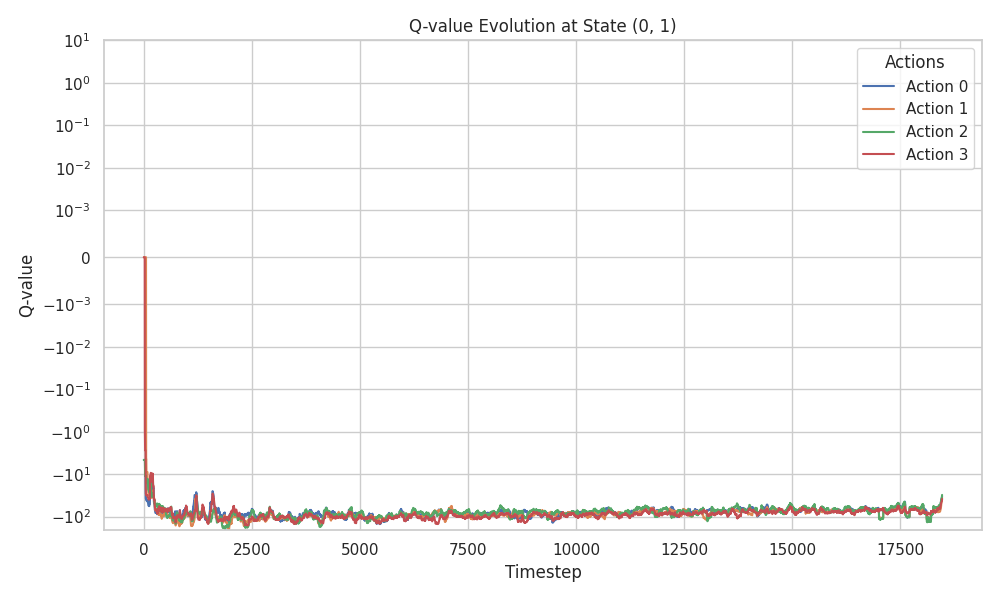 Q-value Evolution at State (0, 1)
10¹
10⁰
10⁻¹
10⁻²
10⁻³
0
−10⁻³
−10⁻²
−10⁻¹
−10⁰
−10¹
−10²
Q-value
Actions
Action 0
Action 1
Action 2
Action 3
0 2500 5000 7500 10000 12500 15000 17500
Timestep